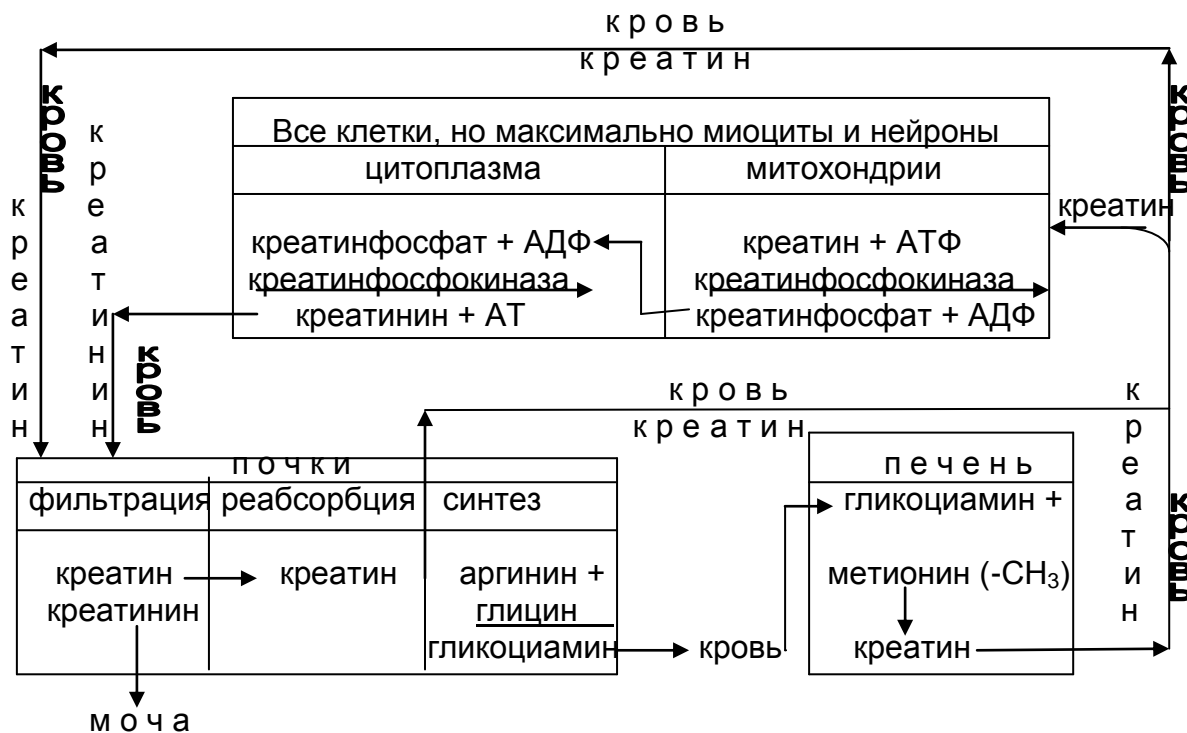 кровь
креатин
кровь
креатинин
креатин
кровь
Все клетки, но максимально миоциты и нейроны
цитоплазма митохондрии
креатин
креатинфосфат + АДФ креатин + АТФ
креатинфосфокиназа креатинфосфокиназа
креатинин + АТ креатинфосфат + АДФ
кровь
кровь
креатин
креатин
кровь
почки
печень
фильтрация реабсорбция синтез
гликоциамин +
креатин креатин аргинин +
метионин (-CH₃)
креатинин глицин
гликоциамин кровь креатин
моча